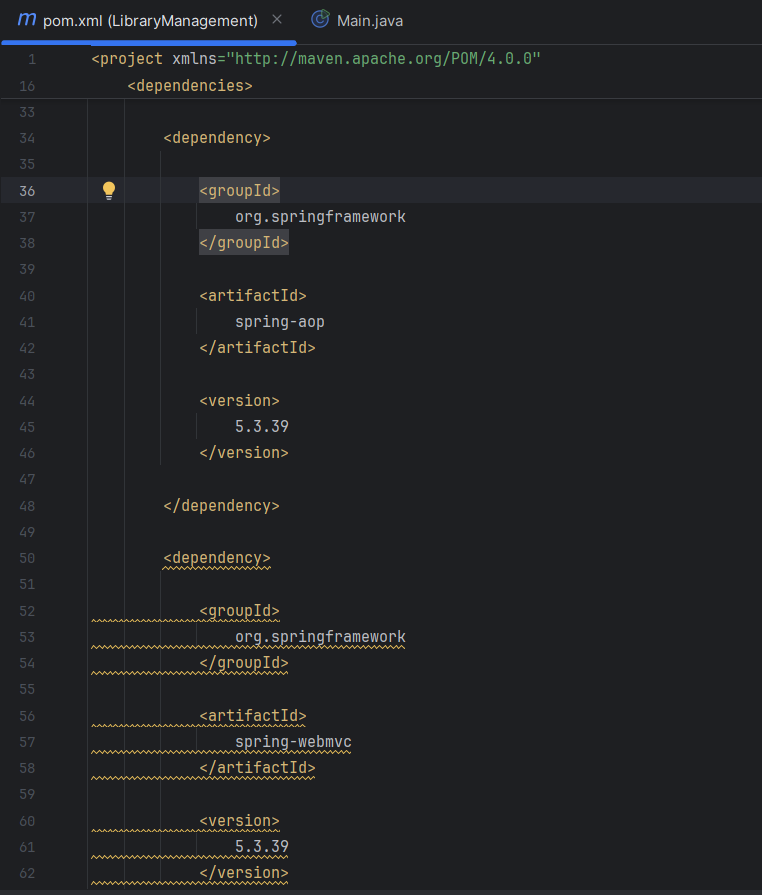 m pom.xml (LibraryManagement) × Main.java
1 <project xmlns="http://maven.apache.org/POM/4.0.0"
16 <dependencies>
33
34 <dependency>
35
36 <groupId>
37 org.springframework
38 </groupId>
39
40 <artifactId>
41 spring-aop
42 </artifactId>
43
44 <version>
45 5.3.39
46 </version>
47
48 </dependency>
49
50 <dependency>
51
52 <groupId>
53 org.springframework
54 </groupId>
55
56 <artifactId>
57 spring-webmvc
58 </artifactId>
59
60 <version>
61 5.3.39
62 </version>